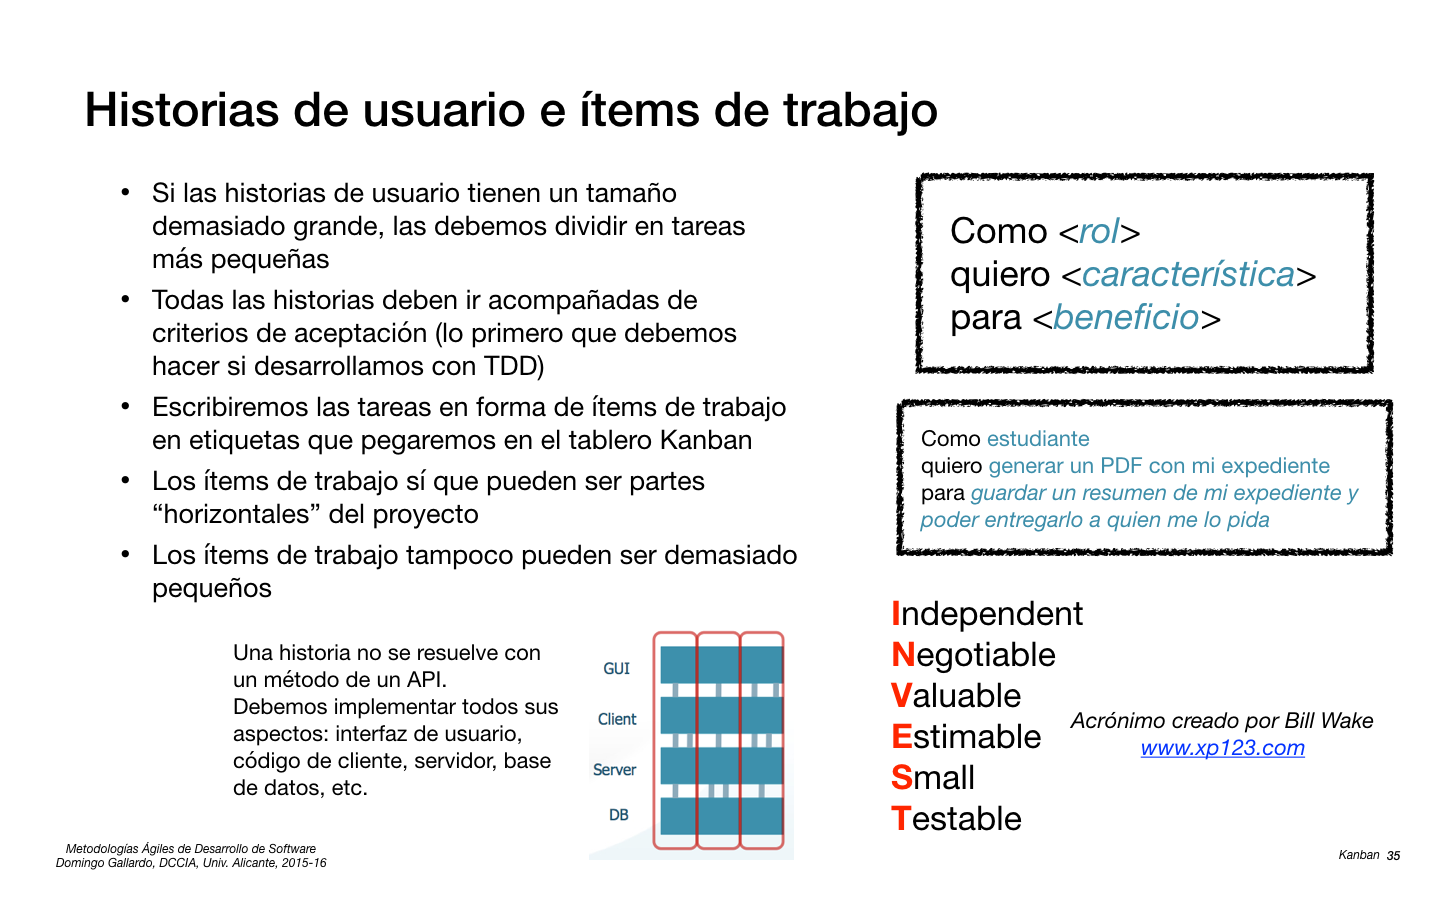 Historias de usuario e ítems de trabajo
• Si las historias de usuario tienen un tamaño
demasiado grande, las debemos dividir en tareas
más pequeñas
• Todas las historias deben ir acompañadas de
criterios de aceptación (lo primero que debemos
hacer si desarrollamos con TDD)
• Escribiremos las tareas en forma de ítems de trabajo
en etiquetas que pegaremos en el tablero Kanban
• Los ítems de trabajo sí que pueden ser partes
“horizontales” del proyecto
• Los ítems de trabajo tampoco pueden ser demasiado
pequeños
Una historia no se resuelve con
un método de un API.
Debemos implementar todos sus
aspectos: interfaz de usuario,
código de cliente, servidor, base
de datos, etc.
GUI
Client
Server
DB
Como <rol>
quiero <característica>
para <beneficio>
Como estudiante
quiero generar un PDF con mi expediente
para guardar un resumen de mi expediente y
poder entregarlo a quien me lo pida
Independent
Negotiable
Valuable
Estimable
Small
Testable
Acrónimo creado por Bill Wake
www.xp123.com
Metodologías Ágiles de Desarrollo de Software
Domingo Gallardo, DCCIA, Univ. Alicante, 2015-16
Kanban 35